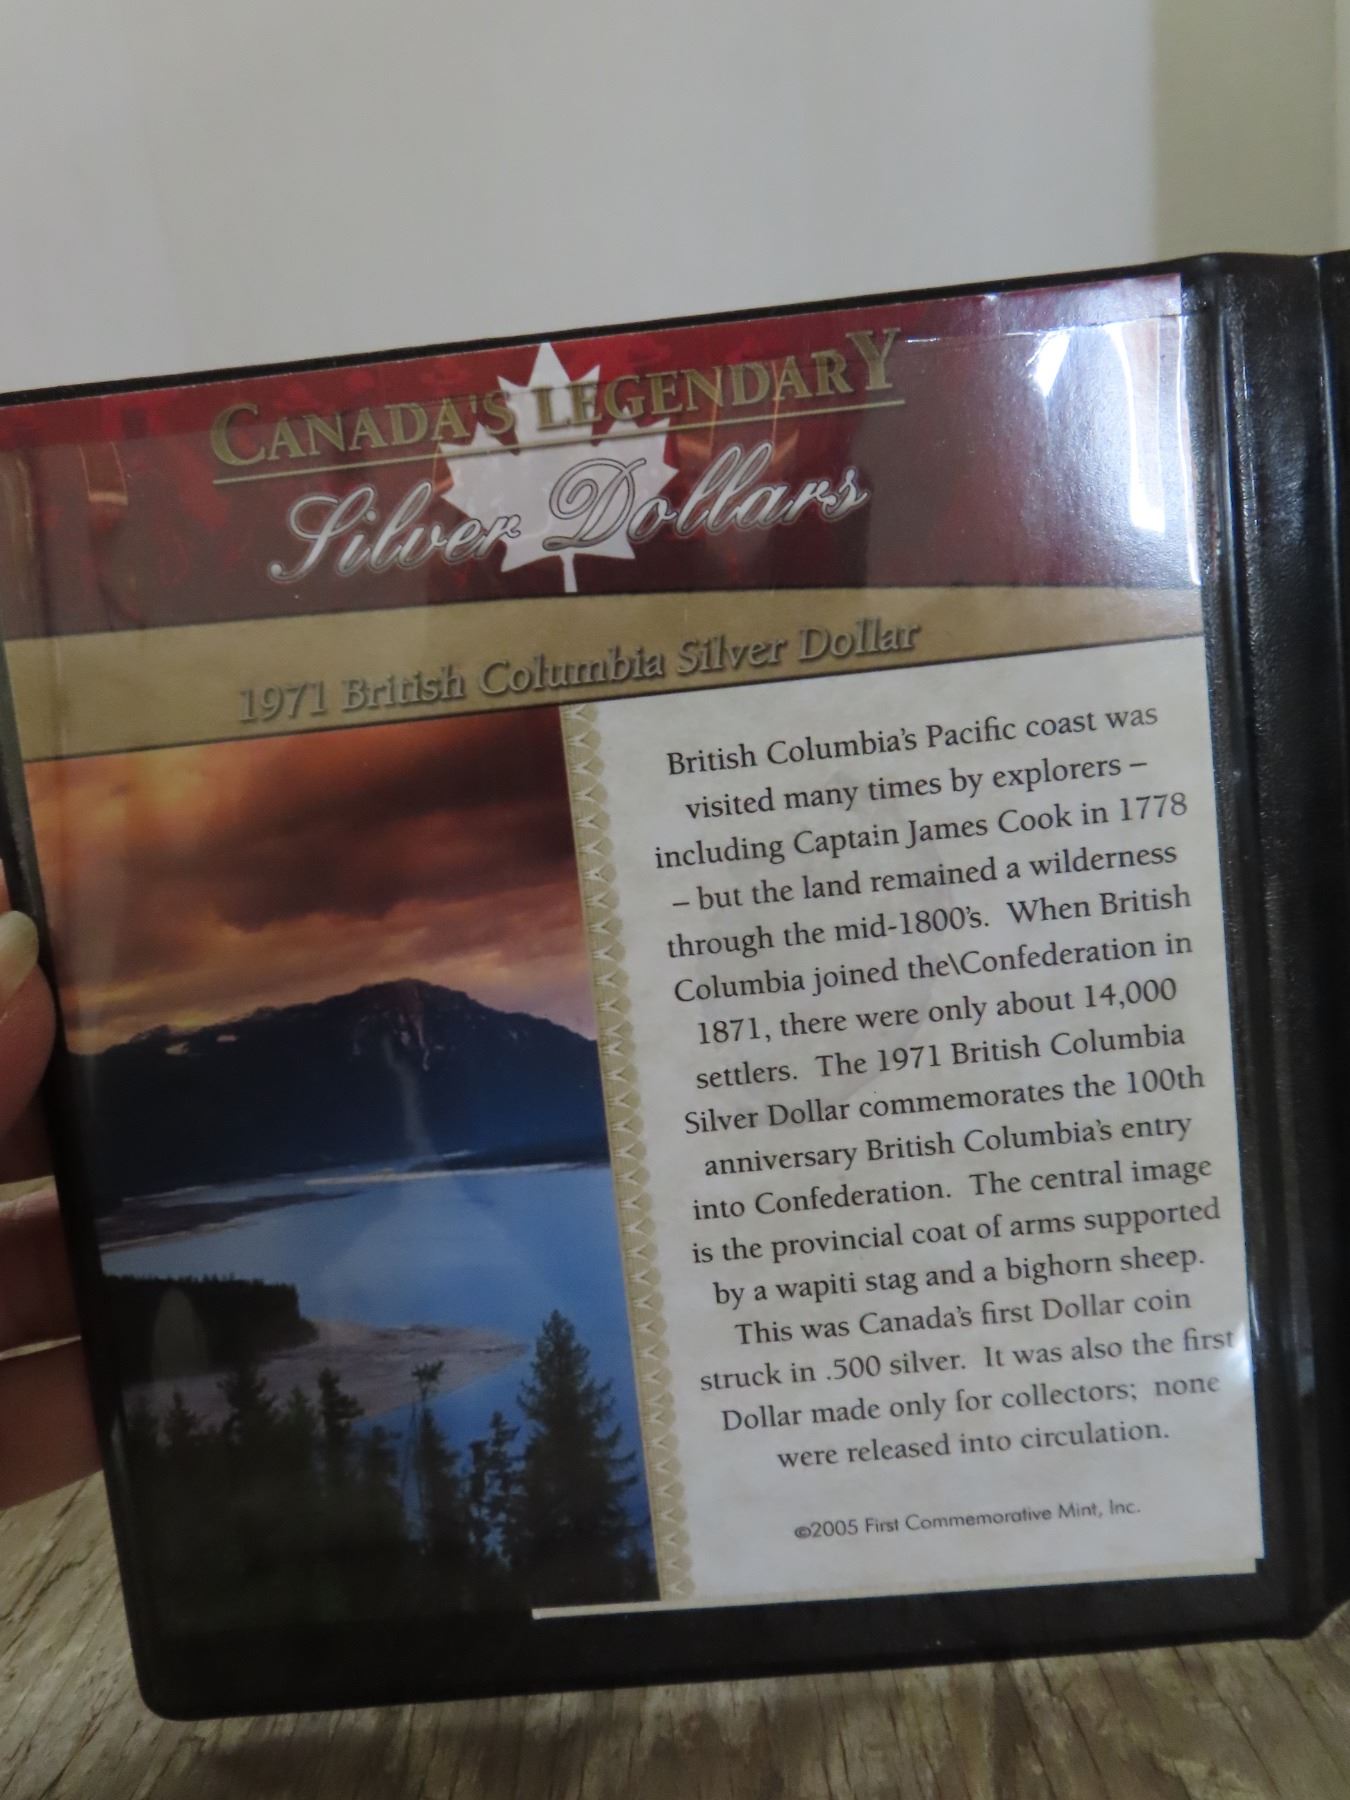 CANADA'S LEGENDARY
Silver Dollars
1971 British Columbia Silver Dollar
British Columbia's Pacific coast was
visited many times by explorers –
including Captain James Cook in 1778
– but the land remained a wilderness
through the mid-1800's. When British
Columbia joined the\Confederation in
1871, there were only about 14,000
settlers. The 1971 British Columbia
Silver Dollar commemorates the 100th
anniversary British Columbia's entry
into Confederation. The central image
is the provincial coat of arms supported
by a wapiti stag and a bighorn sheep.
This was Canada's first Dollar coin
struck in .500 silver. It was also the first
Dollar made only for collectors; none
were released into circulation.
©2005 First Commemorative Mint, Inc.